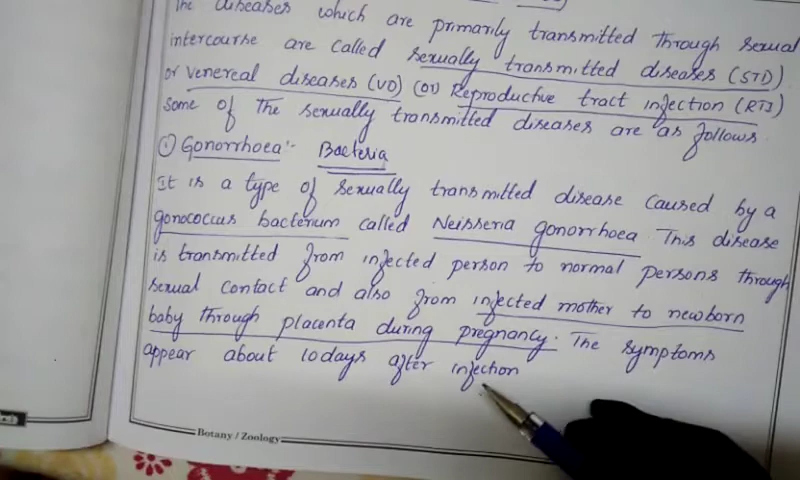 The diseases which are primarily transmitted through sexual
intercourse are called sexually transmitted diseases (STD)
or venereal diseases (VD) (or) Reproductive tract infection (RTI)
some of the sexually transmitted diseases are as follows.
① Gonorrhoea:- Bacteria
It is a type of sexually transmitted disease caused by a
gonococcus bacterium called Neisseria gonorrhoea This disease
is transmitted from infected person to normal persons through
sexual contact and also from infected mother to newborn
baby through placenta during pregnancy. The symptoms
appear about 10days after infection
Botany / Zoology